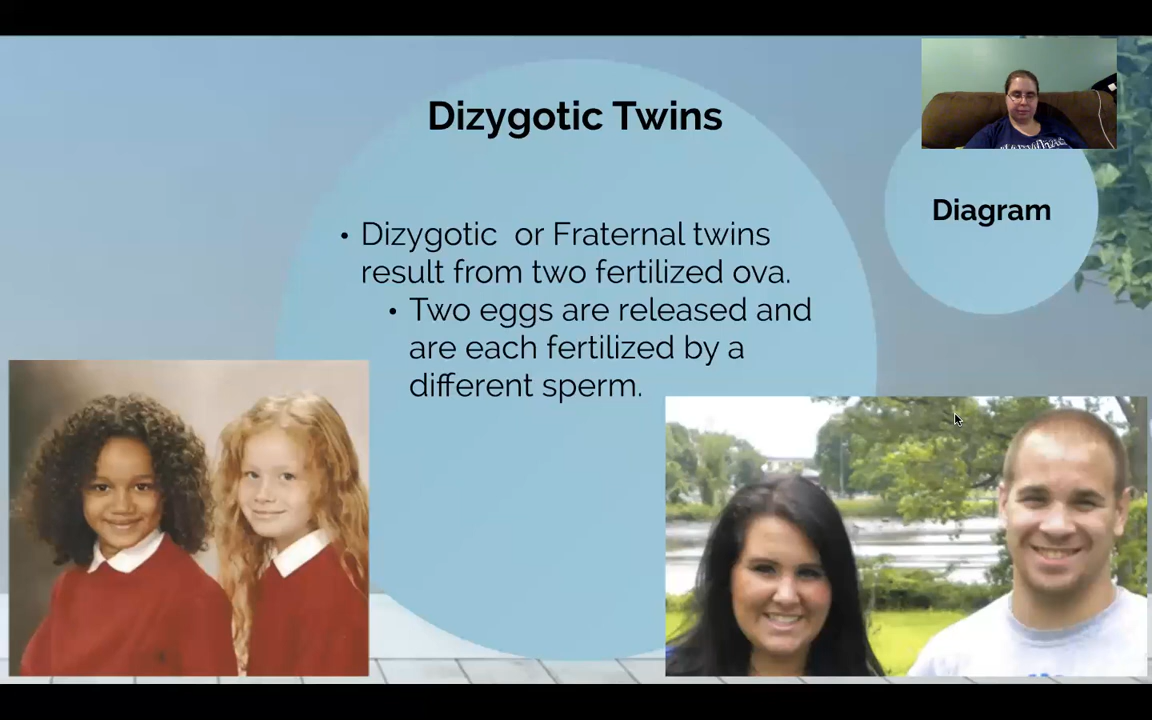 Dizygotic Twins
Diagram
• Dizygotic or Fraternal twins
result from two fertilized ova.
• Two eggs are released and
are each fertilized by a
different sperm.